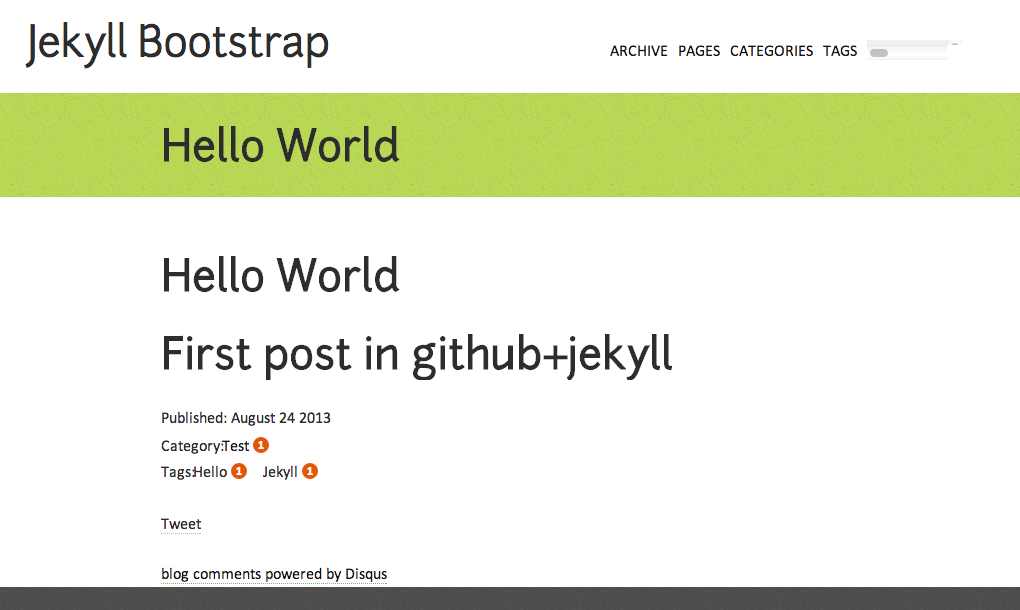 Jekyll Bootstrap
ARCHIVE PAGES CATEGORIES TAGS
Hello World
Hello World
First post in github+jekyll
Published: August 24 2013
Category:Test 1
Tags:Hello 1 Jekyll 1
Tweet
blog comments powered by Disqus